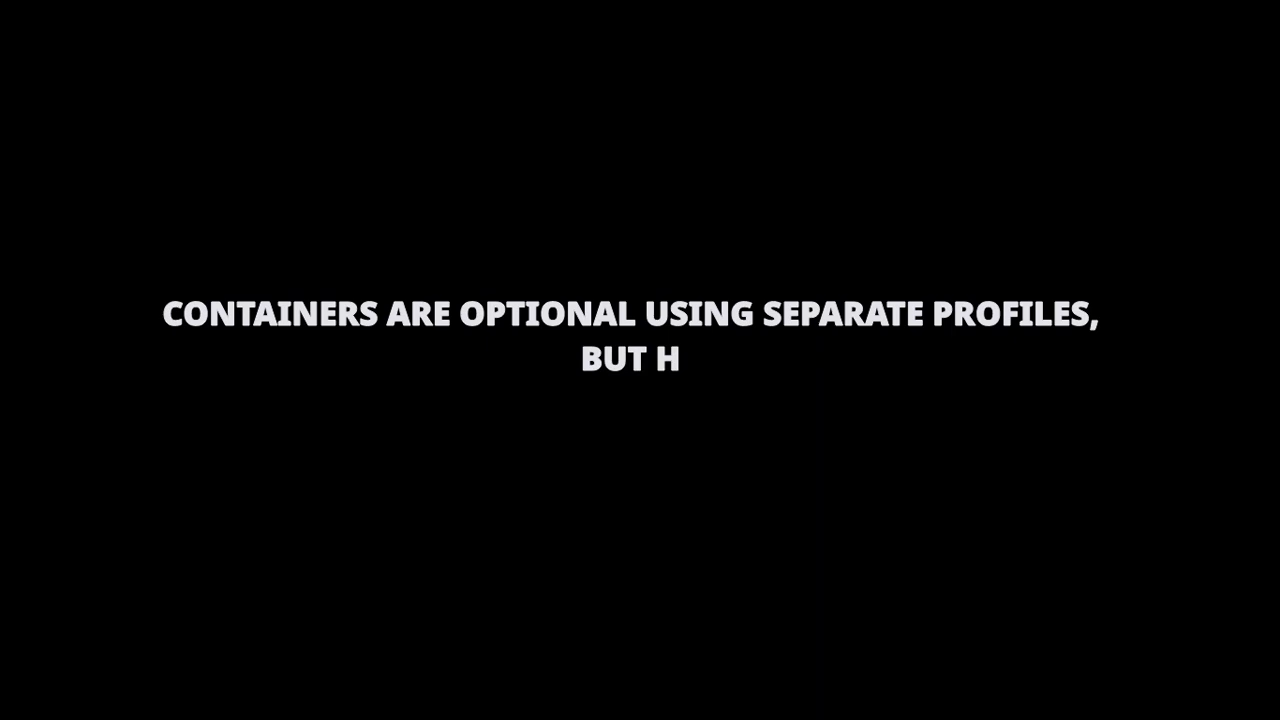 CONTAINERS ARE OPTIONAL USING SEPARATE PROFILES,
BUT H